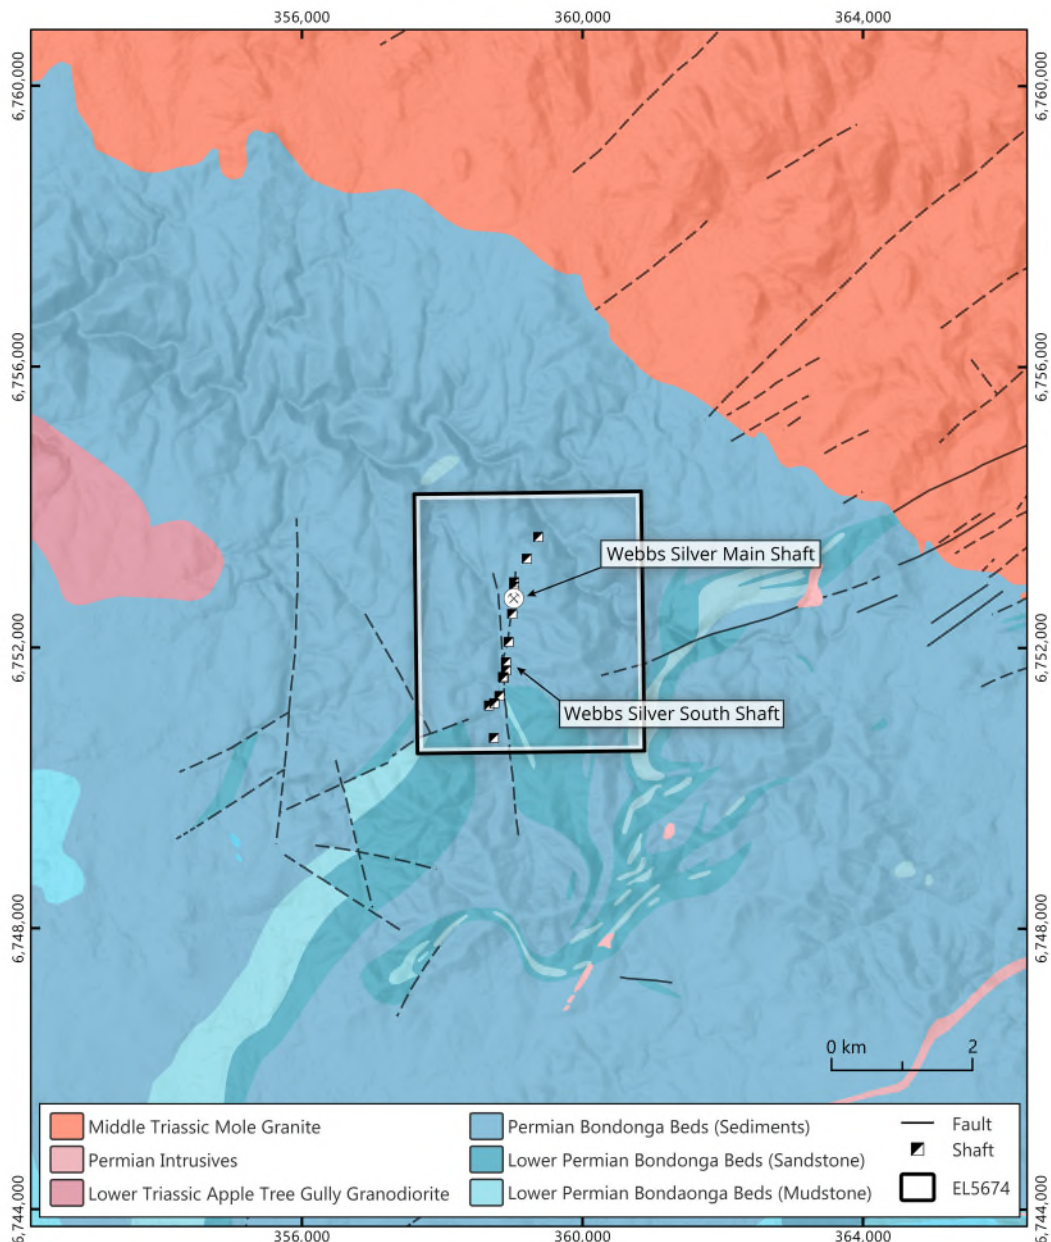 356,000 360,000 364,000
6,760,000 6,760,000
6,756,000 6,756,000
Webbs Silver Main Shaft
6,752,000 6,752,000
Webbs Silver South Shaft
6,748,000 6,748,000
0 km 2
Middle Triassic Mole Granite
Permian Intrusives
Lower Triassic Apple Tree Gully Granodiorite
Permian Bondonga Beds (Sediments)
Lower Permian Bondonga Beds (Sandstone)
Lower Permian Bondaonga Beds (Mudstone)
Fault
Shaft
EL5674
6,744,000 6,744,000
356,000 360,000 364,000